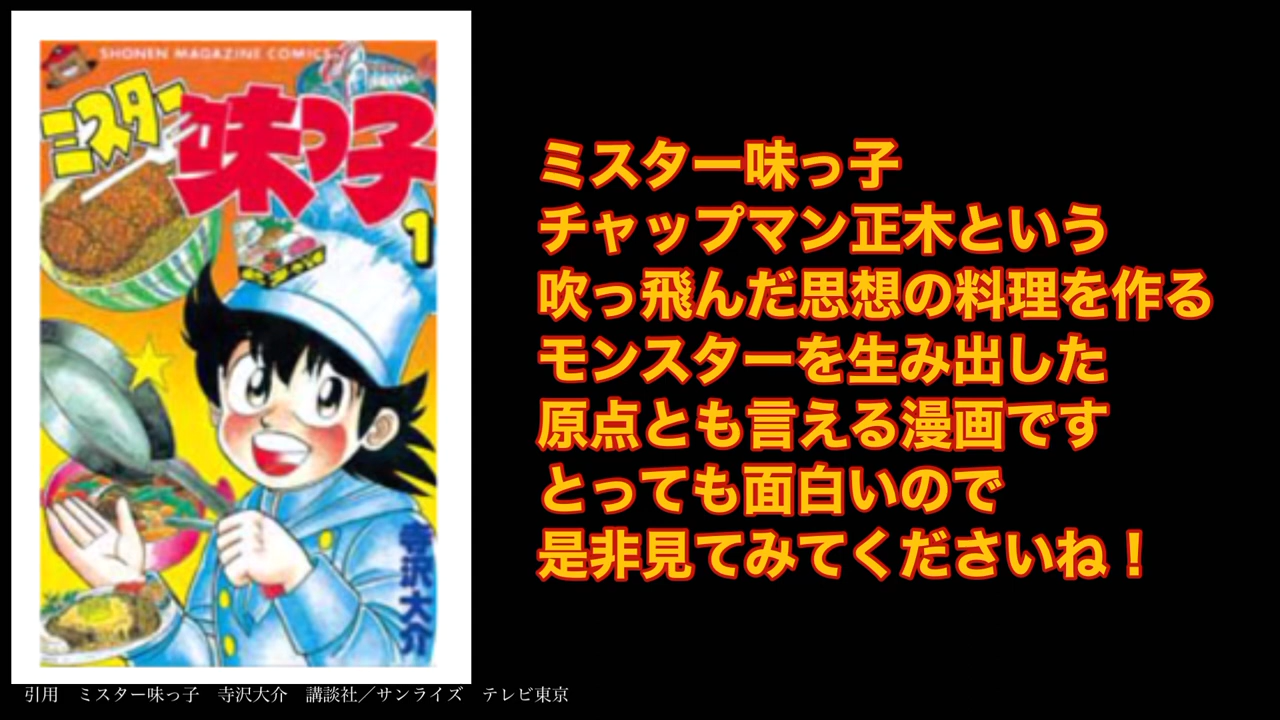 SHONEN MAGAZINE COMICS
ミスター味っ子
1
寺沢大介
ミスター味っ子
チャップマン正木という
吹っ飛んだ思想の料理を作る
モンスターを生み出した
原点とも言える漫画です
とっても面白いので
是非見てみてくださいね！
引用　ミスター味っ子　寺沢大介　講談社／サンライズ　テレビ東京